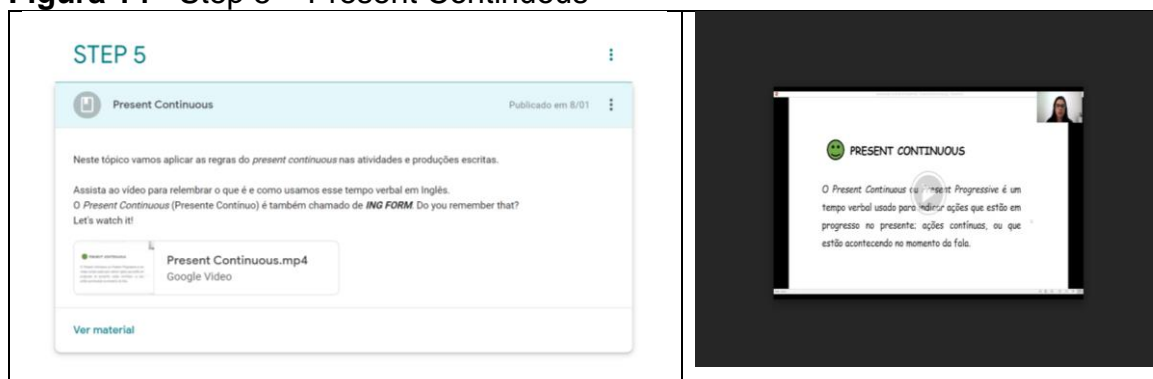 Figura 14 - Step 5 – Present Continuous
STEP 5
Present Continuous
Publicado em 8/01
Neste tópico vamos aplicar as regras do present continuous nas atividades e produções escritas.
Assista ao vídeo para relembrar o que é e como usamos esse tempo verbal em Inglês.
O Present Continuous (Presente Contínuo) é também chamado de ING FORM. Do you remember that?
Let's watch it!
Present Continuous.mp4
Google Video
Ver material
PRESENT CONTINUOUS
O Present Continuous ou Present Progressive é um
tempo verbal usado para indicar ações que estão em
progresso no presente; ações contínuas, ou que
estão acontecendo no momento da fala.